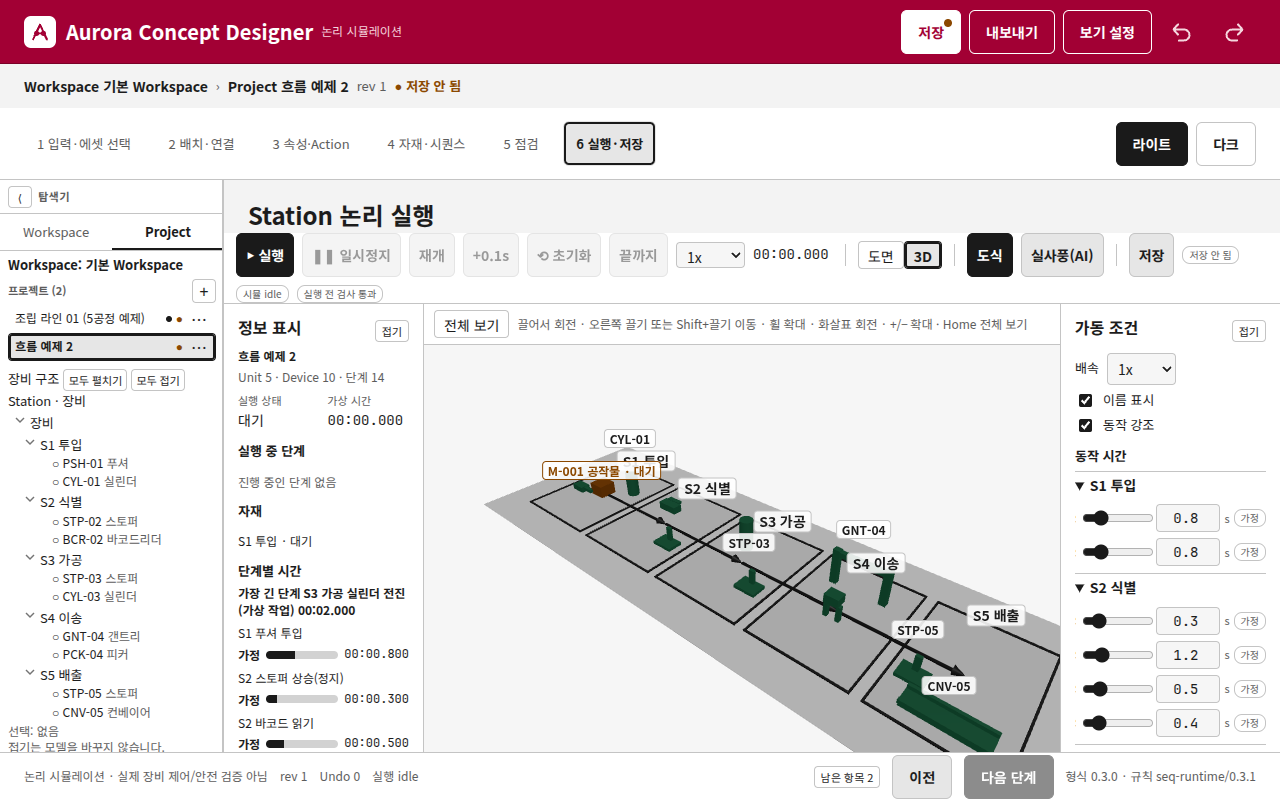 Aurora Concept Designer 논리 시뮬레이션
저장 내보내기 보기 설정
Workspace 기본 Workspace › Project 흐름 예제 2 rev 1 ● 저장 안 됨
1 입력·에셋 선택 2 배치·연결 3 속성·Action 4 자재·시퀀스 5 점검 6 실행·저장
라이트 다크
⟨ 탐색기
Workspace Project
Workspace: 기본 Workspace
프로젝트 (2) +
조립 라인 01 (5공정 예제) ● ● ···
흐름 예제 2 ● ···
장비 구조 모두 펼치기 모두 접기
Station · 장비
장비
S1 투입
○ PSH-01 푸셔
○ CYL-01 실린더
S2 식별
○ STP-02 스토퍼
○ BCR-02 바코드리더
S3 가공
○ STP-03 스토퍼
○ CYL-03 실린더
S4 이송
○ GNT-04 갠트리
○ PCK-04 피커
S5 배출
○ STP-05 스토퍼
○ CNV-05 컨베이어
선택: 없음
접기는 모델을 바꾸지 않습니다.
Station 논리 실행
▶ 실행 ❚❚ 일시정지 재개 +0.1s ⟲ 초기화 끝까지 1x 00:00.000 도면 3D 도식 실사풍(AI) 저장 저장 안 됨
시뮬 idle 실행 전 검사 통과
정보 표시 접기
흐름 예제 2
Unit 5 · Device 10 · 단계 14
실행 상태 가상 시간
대기 00:00.000
실행 중 단계
진행 중인 단계 없음
자재
S1 투입 · 대기
단계별 시간
가장 긴 단계 S3 가공 실린더 전진
(가상 작업) 00:02.000
S1 푸셔 투입
가정 00:00.800
S2 스토퍼 상승(정지)
가정 00:00.300
S2 바코드 읽기
가정 00:00.500
전체 보기 끌어서 회전 · 오른쪽 끌기 또는 Shift+끌기 이동 · 휠 확대 · 화살표 회전 · +/− 확대 · Home 전체 보기
CYL-01
S1 투입
M-001 공작물 · 대기
S2 식별
S3 가공
GNT-04
STP-03
S4 이송
S5 배출
STP-05
CNV-05
가동 조건 접기
배속 1x
이름 표시
동작 강조
동작 시간
▼ S1 투입
0.8 s 가정
0.8 s 가정
▼ S2 식별
0.3 s 가정
1.2 s 가정
0.5 s 가정
0.4 s 가정
논리 시뮬레이션 · 실제 장비 제어/안전 검증 아님 rev 1 Undo 0 실행 idle
남은 항목 2 이전 다음 단계 형식 0.3.0 · 규칙 seq-runtime/0.3.1